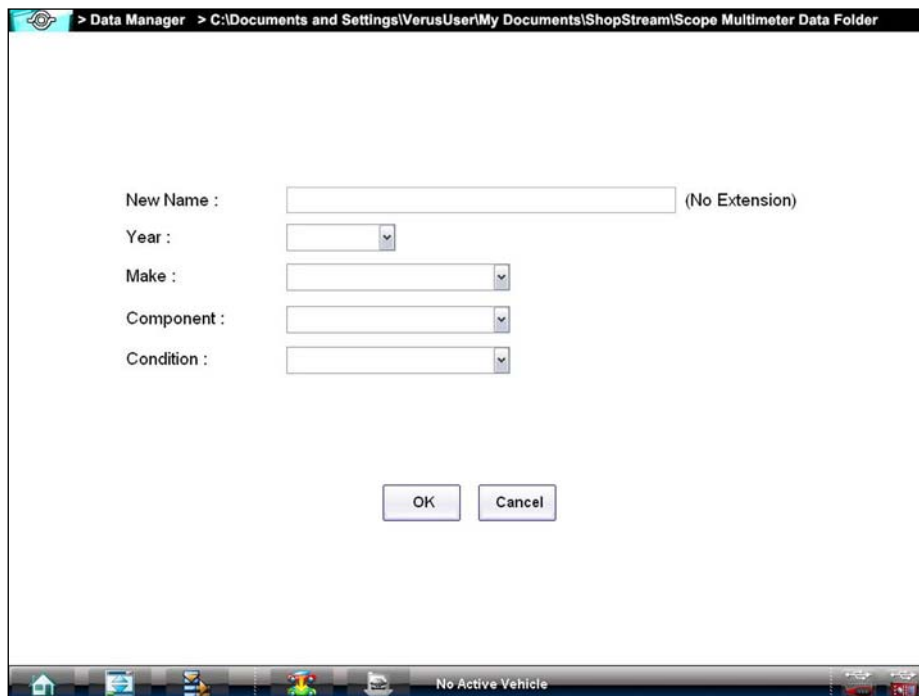 > Data Manager > C:\Documents and Settings\VerusUser\My Documents\ShopStream\Scope Multimeter Data Folder
New Name : (No Extension)
Year :
Make :
Component :
Condition :
OK Cancel
No Active Vehicle